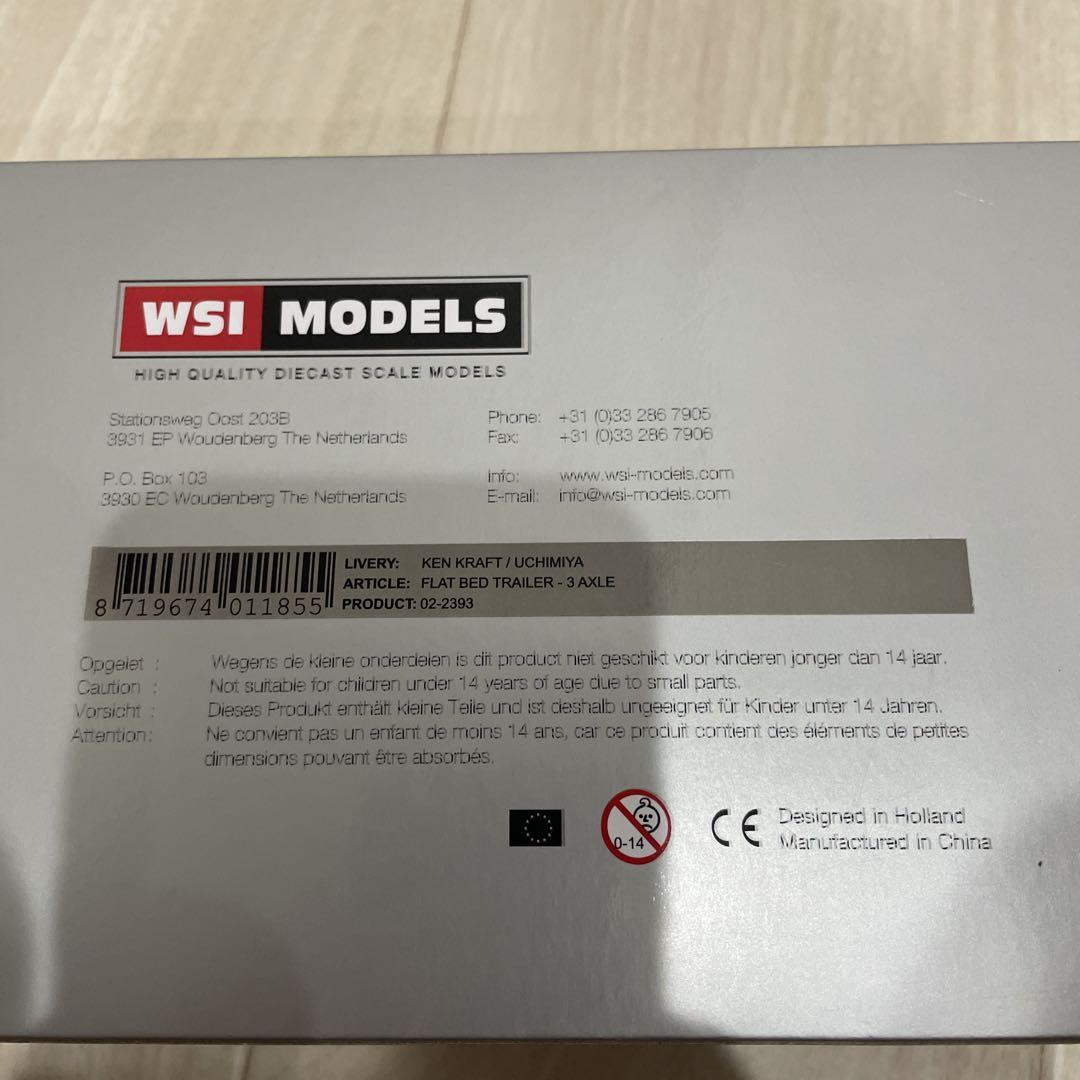 WSI MODELS
HIGH QUALITY DIECAST SCALE MODELS
Stationsweg Oost 203B
3931 EP Woudenberg The Netherlands
Phone: +31 (0)33 286 7905
Fax: +31 (0)33 286 7906
P.O. Box 103
3930 EC Woudenberg The Netherlands
Info: www.wsi-models.com
E-mail: info@wsi-models.com
8 719674 011855
LIVERY: KEN KRAFT / UCHIMIYA
ARTICLE: FLAT BED TRAILER - 3 AXLE
PRODUCT: 02-2393
Opgelet : Wegens de kleine onderdelen is dit product niet geschikt voor kinderen jonger dan 14 jaar.
Caution : Not suitable for children under 14 years of age due to small parts.
Vorsicht : Dieses Produkt enthält kleine Teile und ist deshalb ungeeignet für Kinder unter 14 Jahren.
Attention: Ne convient pas un enfant de moins 14 ans, car ce produit contient des éléments de petites
dimensions pouvant être absorbés.
0-14
CE
Designed in Holland
Manufactured in China